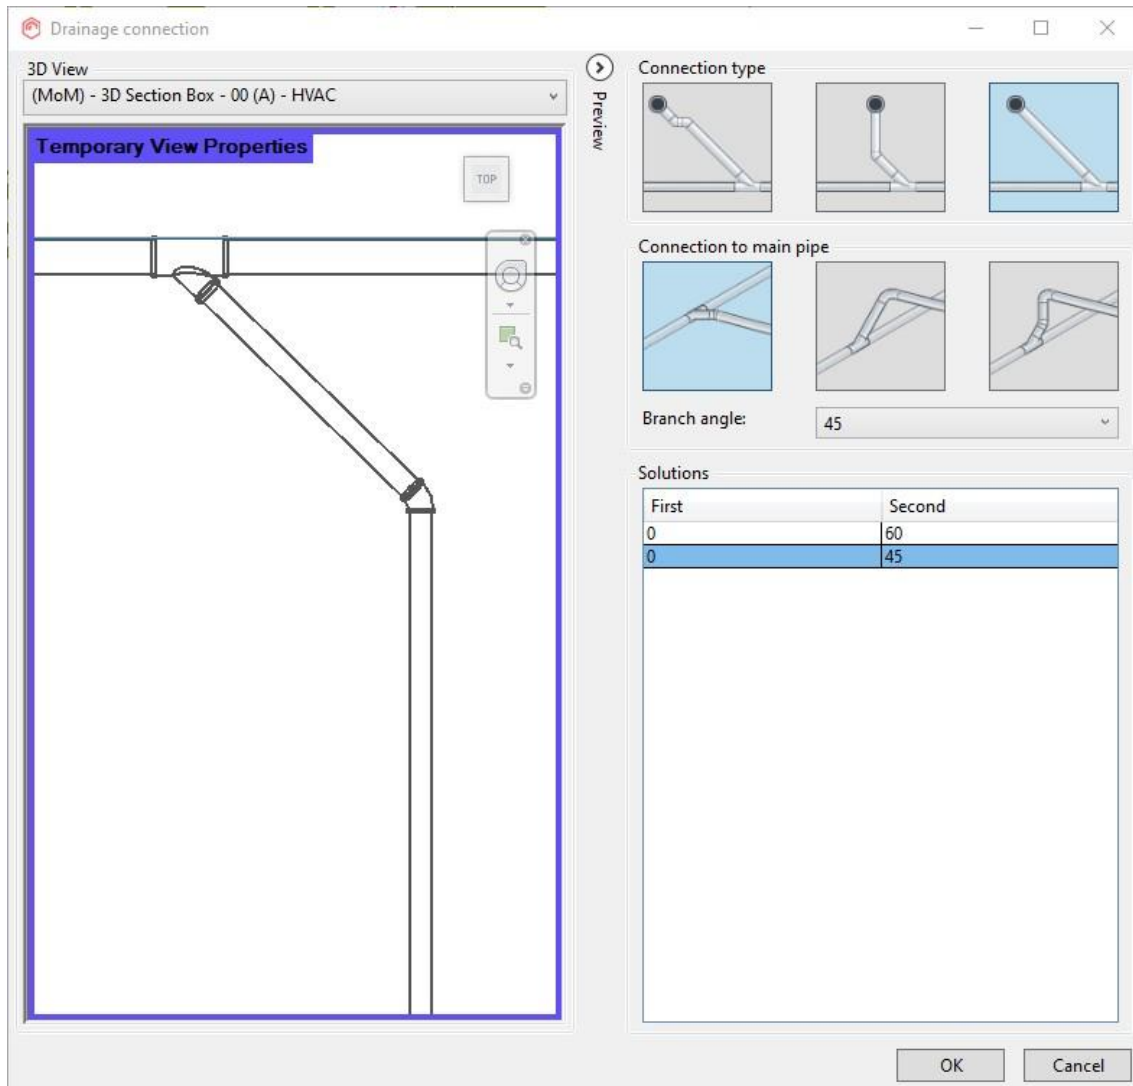 Drainage connection
3D View
(MoM) - 3D Section Box - 00 (A) - HVAC
Temporary View Properties
TOP
Preview
Connection type
Connection to main pipe
Branch angle:
45
Solutions
First Second
0 60
0 45
OK Cancel